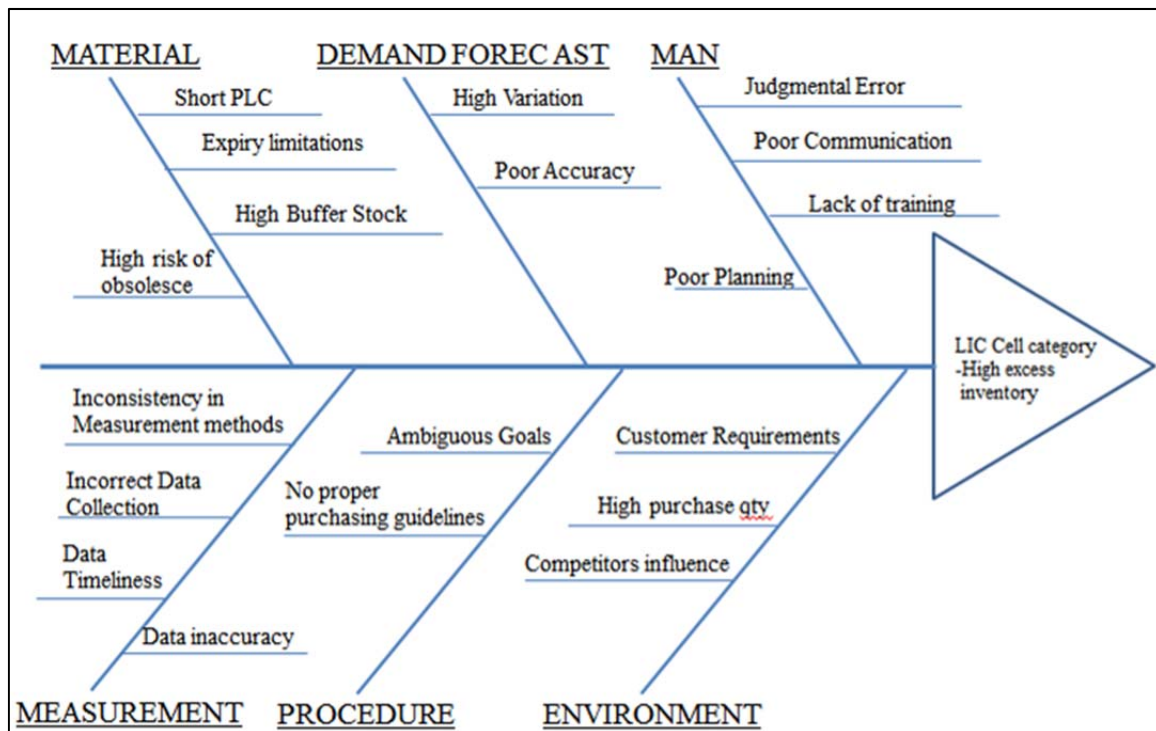 MATERIAL
DEMAND FOREC AST
MAN
Short PLC
Expiry limitations
High Buffer Stock
High risk of
obsolesce
High Variation
Poor Accuracy
Judgmental Error
Poor Communication
Lack of training
Poor Planning
LIC Cell category
-High excess
inventory
Inconsistency in
Measurement methods
Incorrect Data
Collection
Data
Timeliness
Data inaccuracy
Ambiguous Goals
No proper
purchasing guidelines
Customer Requirements
High purchase qty
Competitors influence
MEASUREMENT
PROCEDURE
ENVIRONMENT